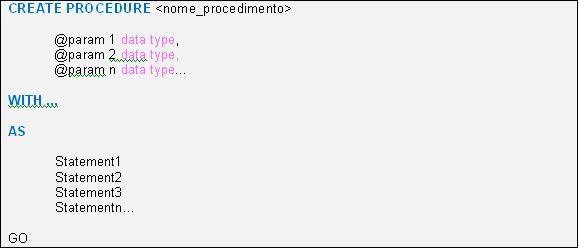 CREATE PROCEDURE <nome_procedimento>
@param 1 data type,
@param 2 data type,
@param n data type...
WITH ...
AS
Statement1
Statement2
Statement3
Statementn...
GO